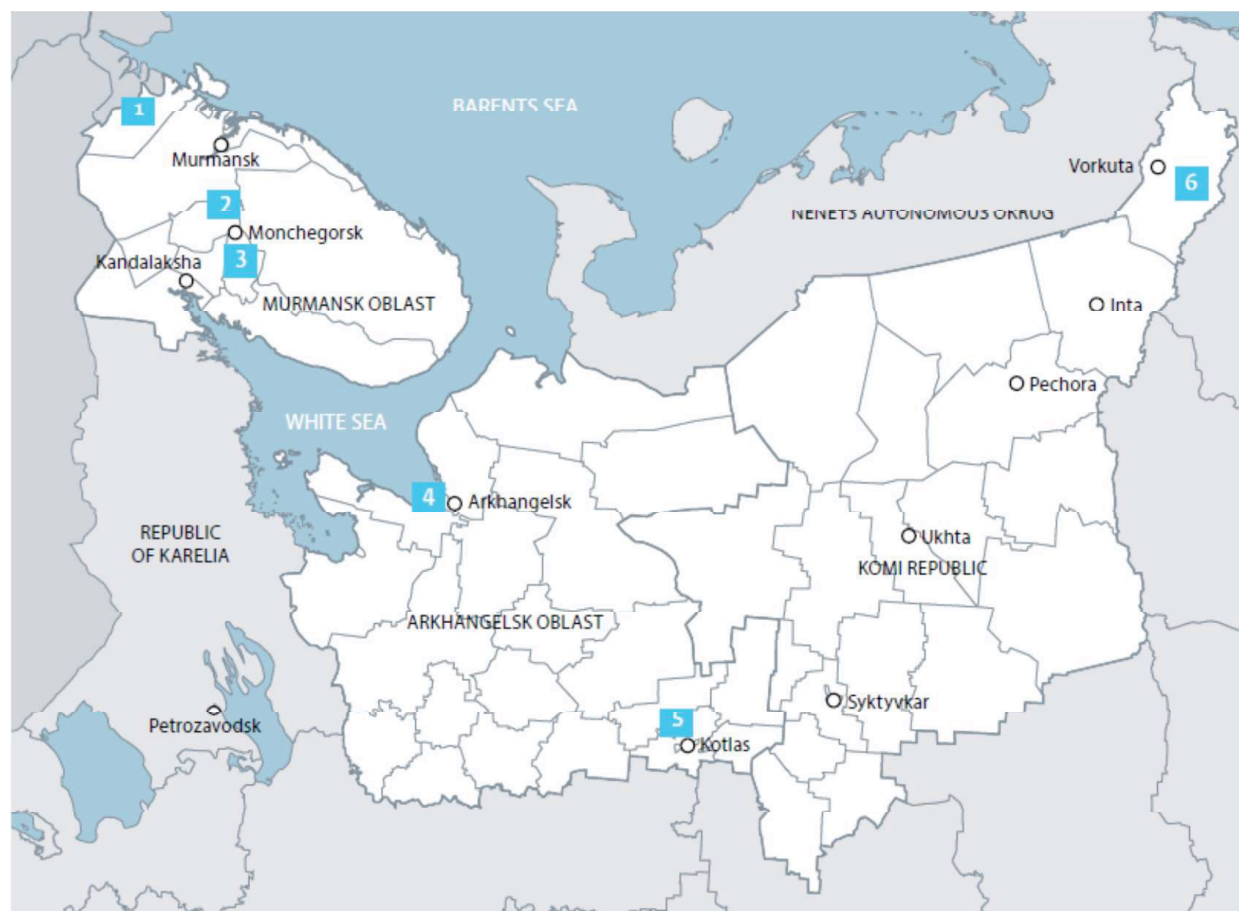 BARENTS SEA
1
Murmansk
Vorkuta
6
2
NENETS AUTONOMOUS OKRUG
Monchegorsk
Kandalaksha
3
MURMANSK OBLAST
Inta
Pechora
WHITE SEA
4
Arkhangelsk
REPUBLIC
OF KARELIA
Ukhta
KOMI REPUBLIC
ARKHANGELSK OBLAST
Syktyvkar
Petrozavodsk
5
Kotlas